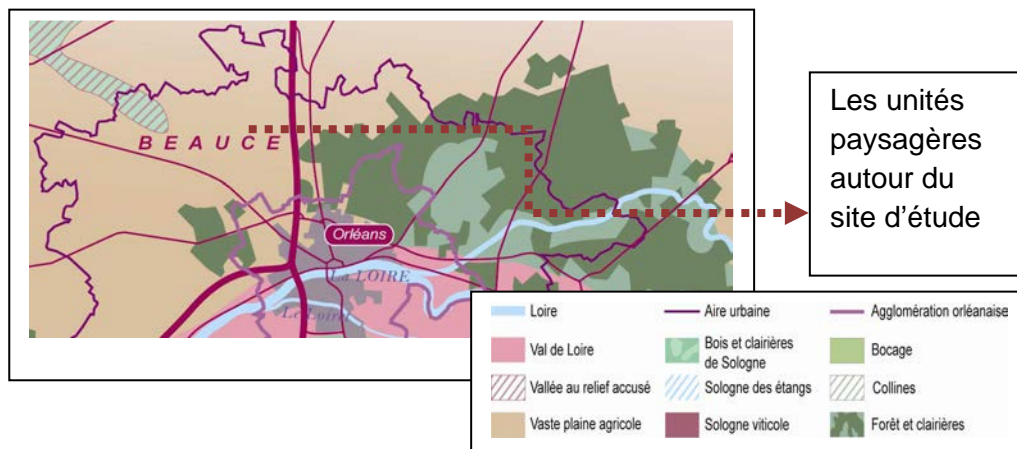 BEAUCE
Orléans
La LOIRE
Le Loiret
Les unités
paysagères
autour du
site d'étude
Loire
Aire urbaine
Agglomération orléanaise
Val de Loire
Bois et clairières
de Sologne
Bocage
Vallée au relief accusé
Sologne des étangs
Collines
Vaste plaine agricole
Sologne viticole
Forêt et clairières